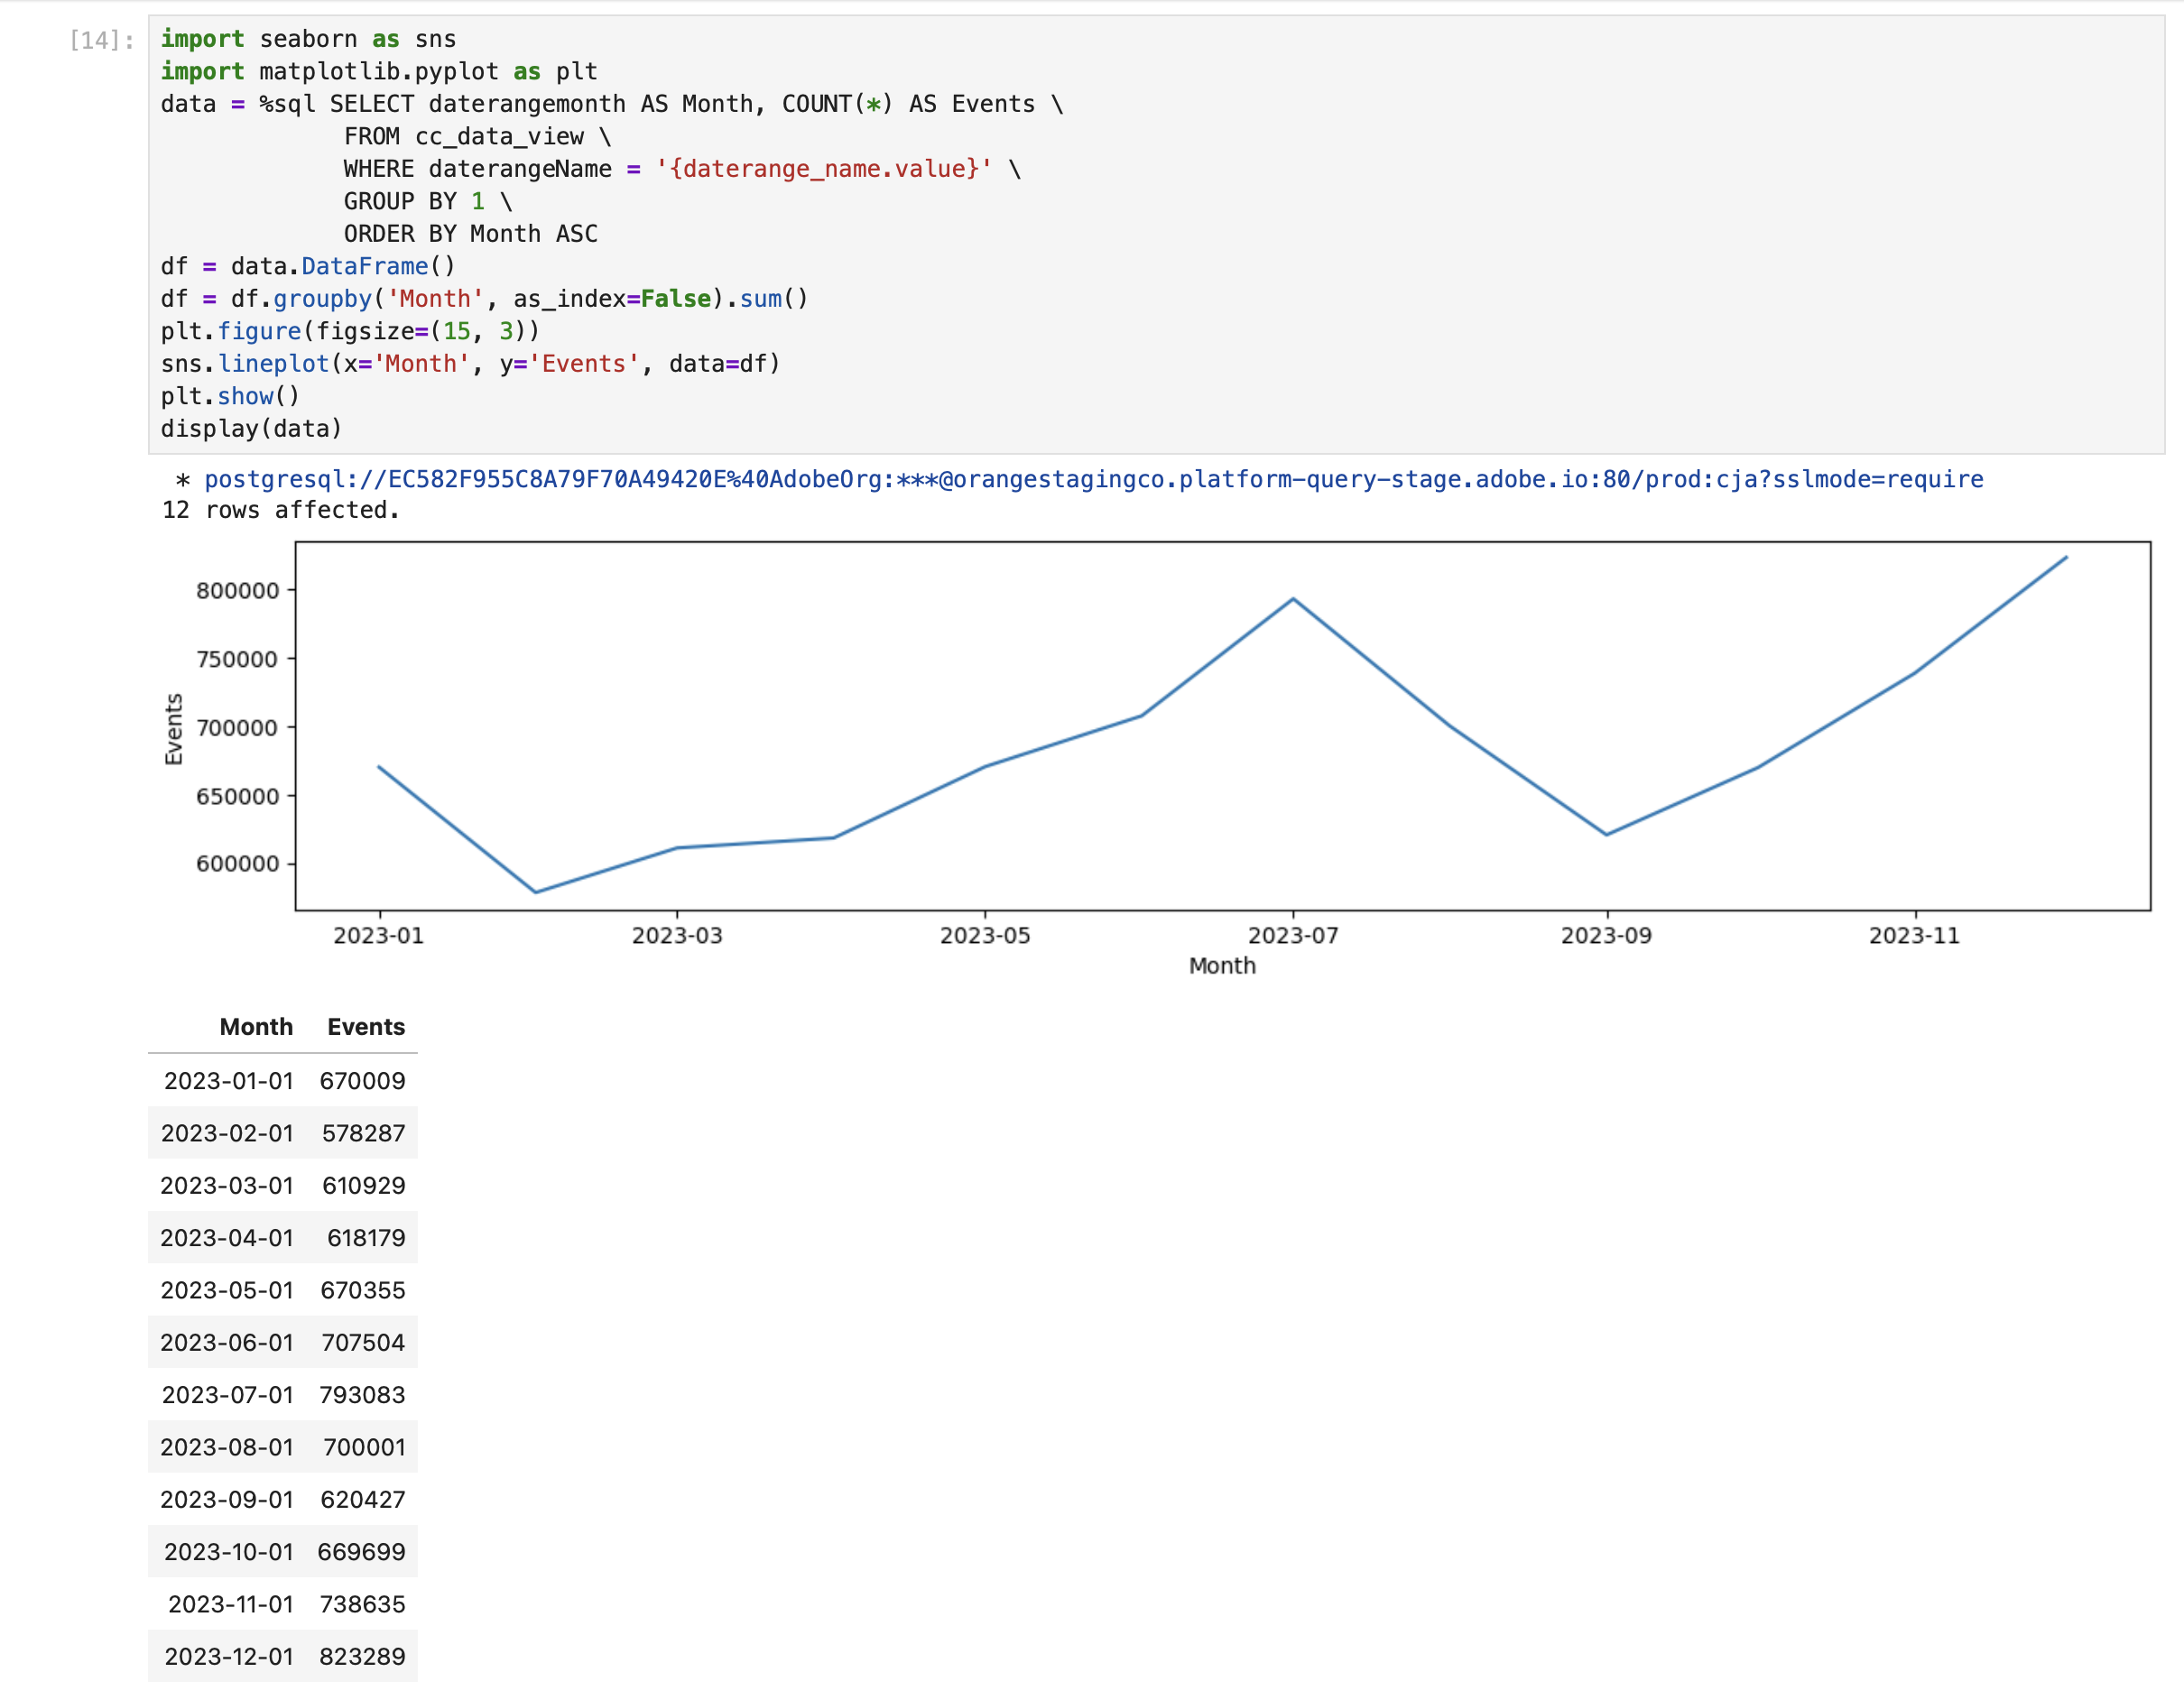 [14]:
import seaborn as sns
import matplotlib.pyplot as plt
data = %sql SELECT daterangemonth AS Month, COUNT(*) AS Events \
FROM cc_data_view \
WHERE daterangeName = '{daterange_name.value}' \
GROUP BY 1 \
ORDER BY Month ASC
df = data.DataFrame()
df = df.groupby('Month', as_index=False).sum()
plt.figure(figsize=(15, 3))
sns.lineplot(x='Month', y='Events', data=df)
plt.show()
display(data)
* postgresql://EC582F955C8A79F70A49420E%40AdobeOrg:***@orangestagingco.platform-query-stage.adobe.io:80/prod:cja?sslmode=require
12 rows affected.
800000
750000
700000
650000
600000
Events
2023-01 2023-03 2023-05 2023-07 2023-09 2023-11
Month
Month Events
2023-01-01 670009
2023-02-01 578287
2023-03-01 610929
2023-04-01 618179
2023-05-01 670355
2023-06-01 707504
2023-07-01 793083
2023-08-01 700001
2023-09-01 620427
2023-10-01 669699
2023-11-01 738635
2023-12-01 823289